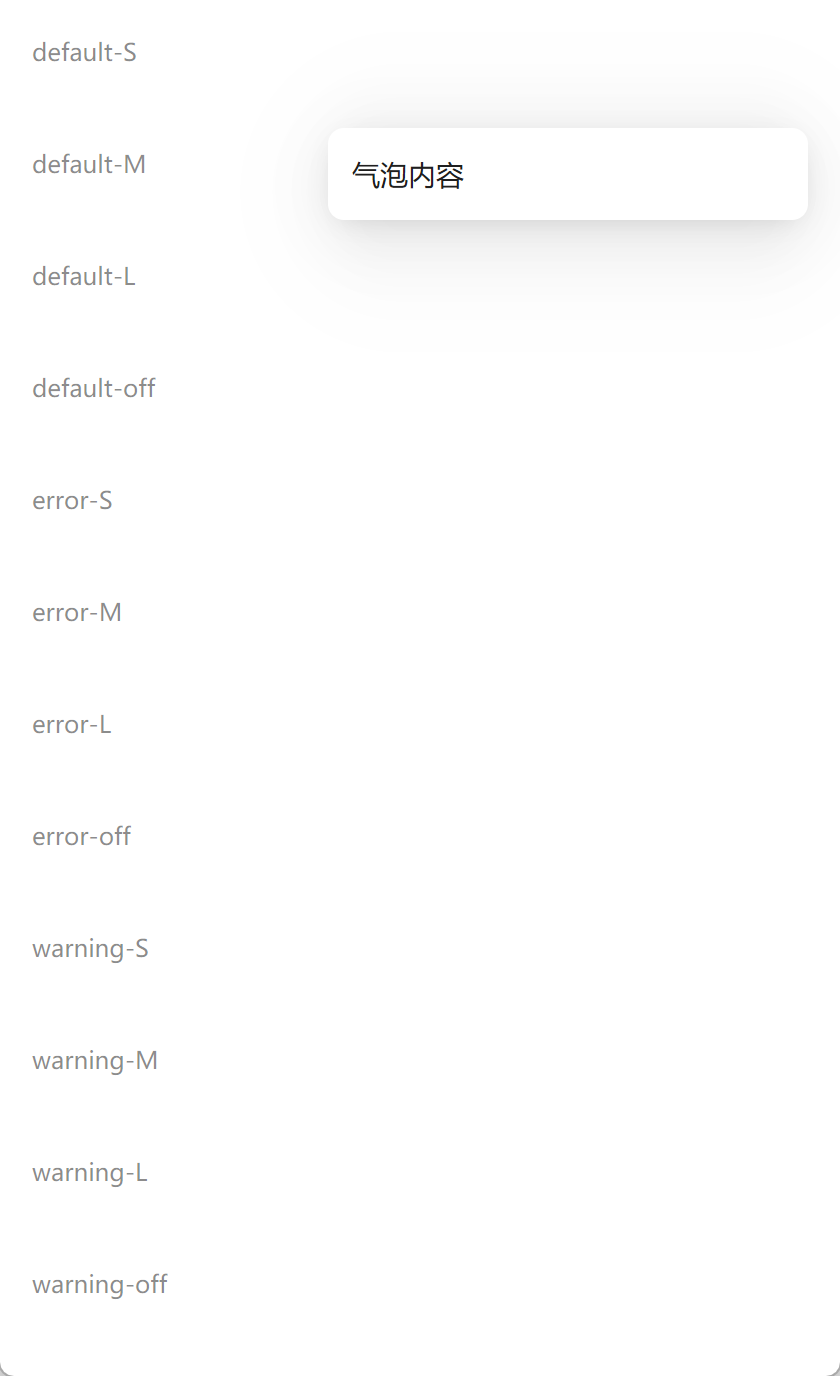 default-S
default-M
气泡内容
default-L
default-off
error-S
error-M
error-L
error-off
warning-S
warning-M
warning-L
warning-off